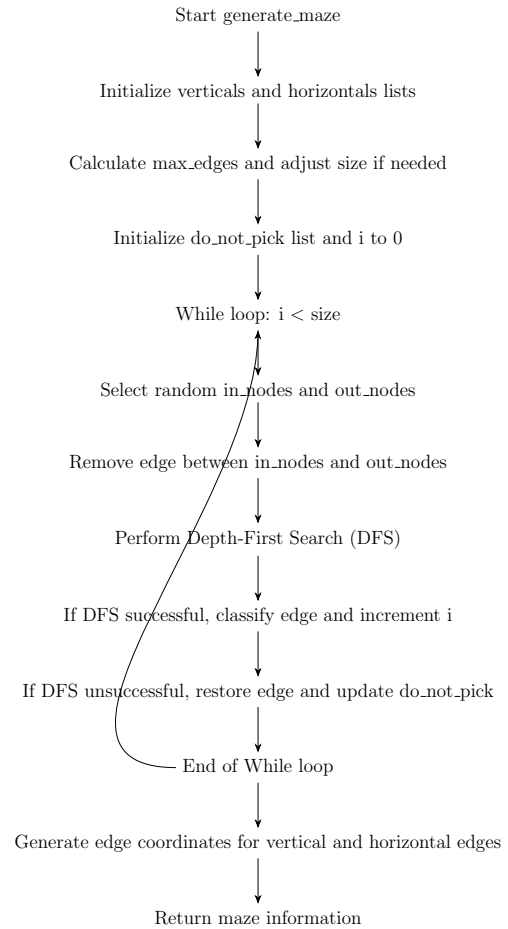 Start generate_maze
Initialize verticals and horizontals lists
Calculate max_edges and adjust size if needed
Initialize do_not_pick list and i to 0
While loop: i < size
Select random in_nodes and out_nodes
Remove edge between in_nodes and out_nodes
Perform Depth-First Search (DFS)
If DFS successful, classify edge and increment i
If DFS unsuccessful, restore edge and update do_not_pick
End of While loop
Generate edge coordinates for vertical and horizontal edges
Return maze information